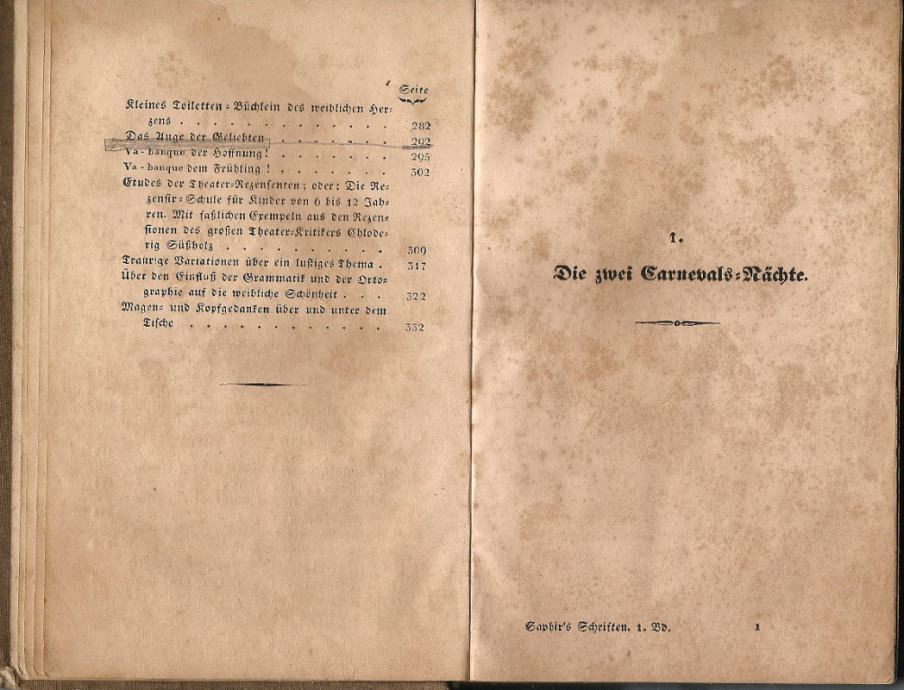 Seite
Kleines Toiletten-Büchlein des weiblichen Her-
zens . . . . . . . . . . . . 282
Das Auge der Geliebten . . . . . . 292
Va-banque der Hoffnung! . . . . . . 295
Va-banque dem Frühling! . . . . . . 302
Etudes der Theater-Rezensenten; oder: Die Re-
zensir-Schule für Kinder von 6 bis 12 Jah-
ren. Mit faßlichen Exempeln aus den Rezen-
sionen des großen Theater-Kritikers Chlode-
rig Süßholz . . . . . . . . 309
Traurige Variationen über ein lustiges Thema . 317
Über den Einfluß der Grammatik und der Orto-
graphie auf die weibliche Schönheit . . . 322
Magen- und Kopfgedanken über und unter dem
Tische . . . . . . . . . . . 332
1.
Die zwei Carnevals-Nächte.
Saphir's Schriften. 1. Bd. 1